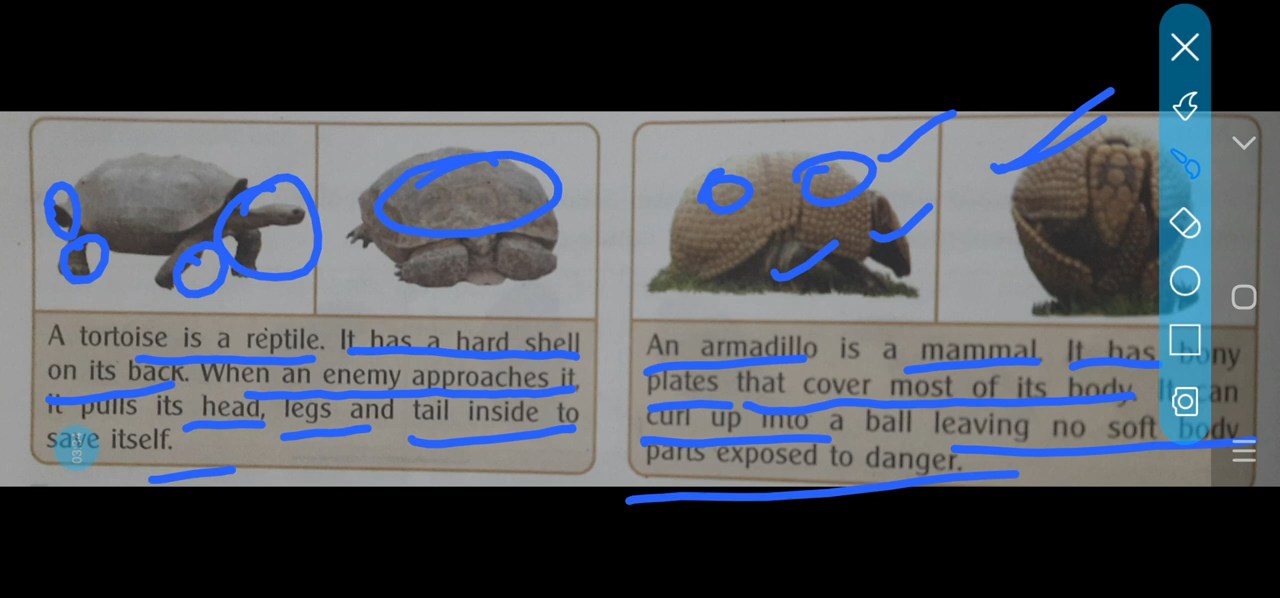 A tortoise is a reptile. It has a hard shell
on its back. When an enemy approaches it,
it pulls its head, legs and tail inside to
save itself.
An armadillo is a mammal. It has bony
plates that cover most of its body. It can
curl up into a ball leaving no soft body
parts exposed to danger.